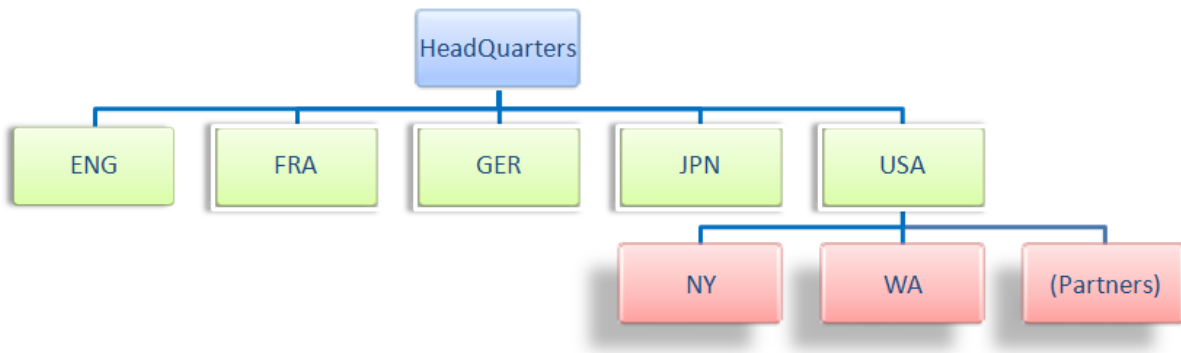 HeadQuarters
ENG
FRA
GER
JPN
USA
NY
WA
(Partners)